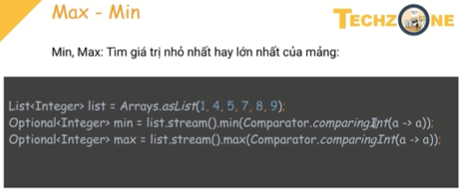 Max - Min
TECHZONE
Min, Max: Tìm giá trị nhỏ nhất hay lớn nhất của mảng:
List<Integer> list = Arrays.asList(1, 4, 5, 7, 8, 9);
Optional<Integer> min = list.stream().min(Comparator.comparingInt(a -> a));
Optional<Integer> max = list.stream().max(Comparator.comparingInt(a -> a));